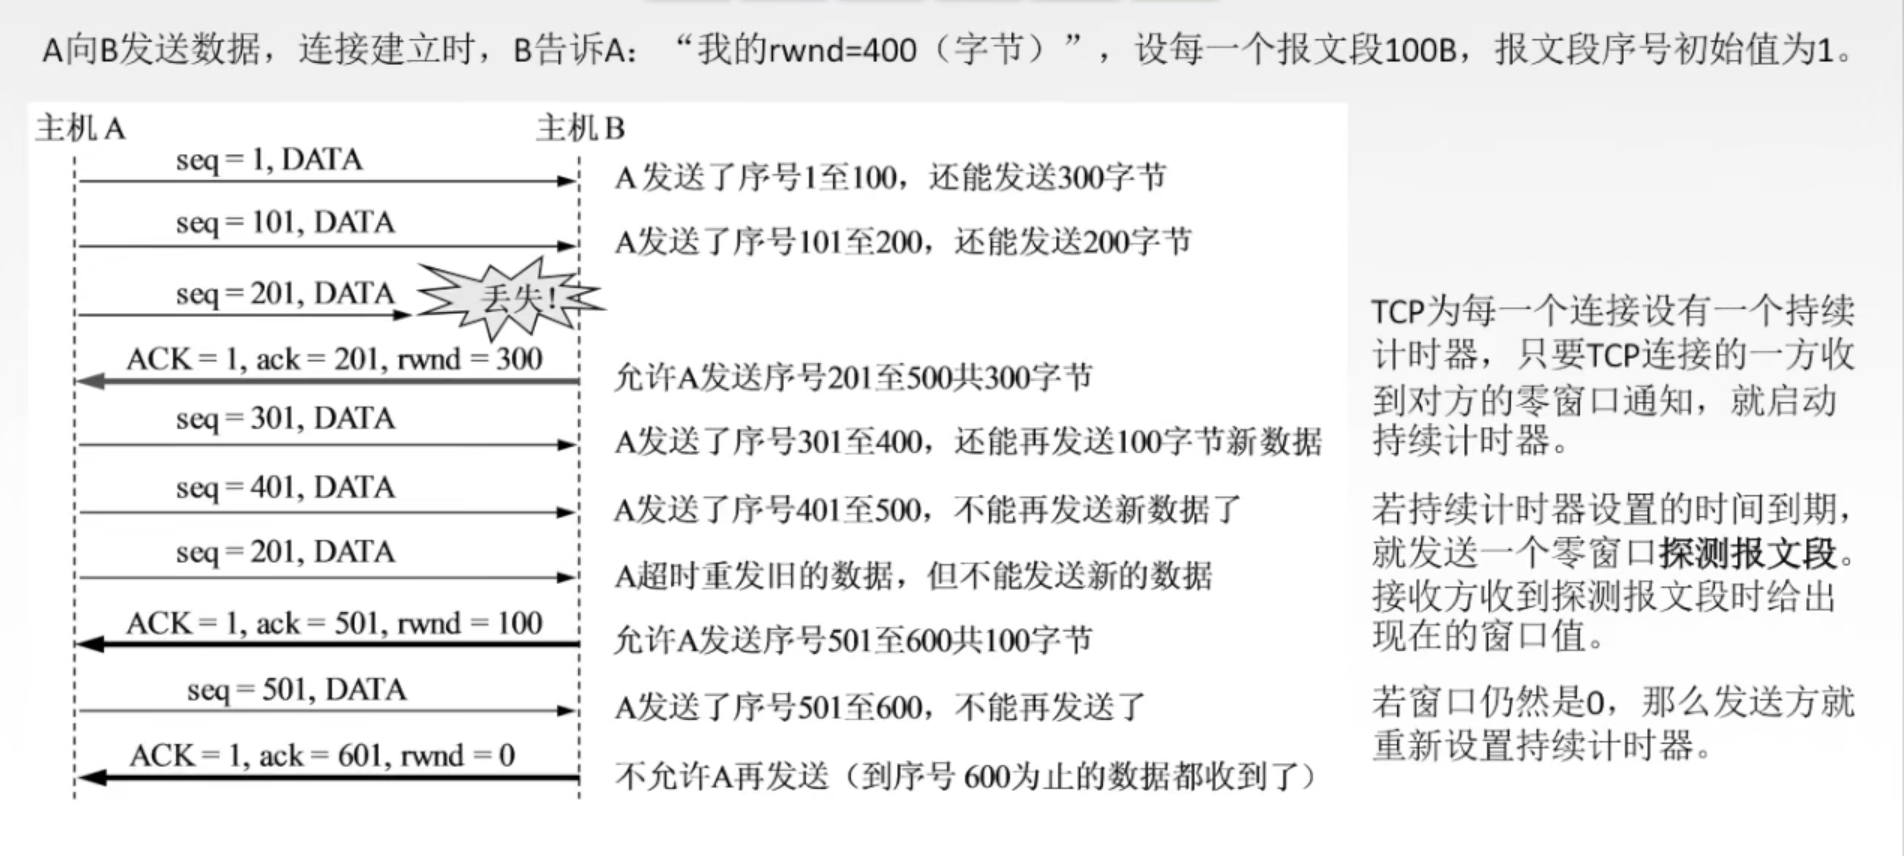 A向B发送数据，连接建立时，B告诉A：“我的rwnd=400（字节）”，设每一个报文段100B，报文段序号初始值为1。
主机A 主机B
seq = 1, DATA
A发送了序号1至100，还能发送300字节
seq = 101, DATA
A发送了序号101至200，还能发送200字节
seq = 201, DATA
丢失！
ACK = 1, ack = 201, rwnd = 300
允许A发送序号201至500共300字节
seq = 301, DATA
A发送了序号301至400，还能再发送100字节新数据
seq = 401, DATA
A发送了序号401至500，不能再发送新数据了
seq = 201, DATA
A超时重发旧的数据，但不能发送新的数据
ACK = 1, ack = 501, rwnd = 100
允许A发送序号501至600共100字节
seq = 501, DATA
A发送了序号501至600，不能再发送了
ACK = 1, ack = 601, rwnd = 0
不允许A再发送（到序号 600为止的数据都收到了）
TCP为每一个连接设有一个持续
计时器，只要TCP连接的一方收
到对方的零窗口通知，就启动
持续计时器。
若持续计时器设置的时间到期，
就发送一个零窗口探测报文段。
接收方收到探测报文段时给出
现在的窗口值。
若窗口仍然是0，那么发送方就
重新设置持续计时器。